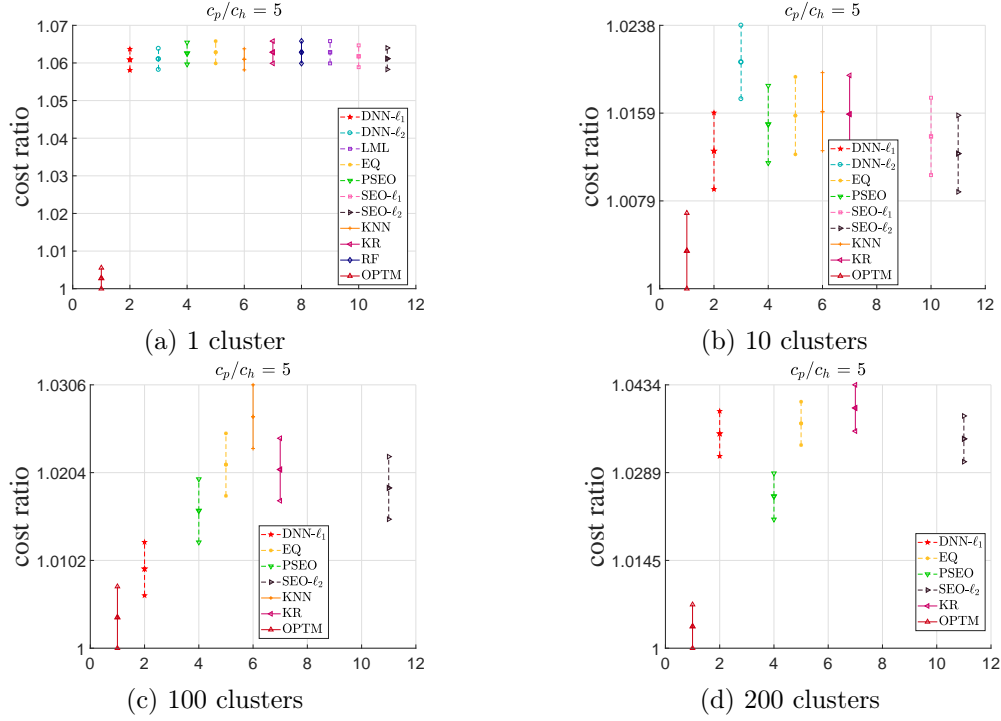 c_p/c_h = 5
1.07
1.06
1.05
1.04
1.03
1.02
1.01
1
cost ratio
DNN-ℓ₁
DNN-ℓ₂
LML
EQ
PSEO
SEO-ℓ₁
SEO-ℓ₂
KNN
KR
RF
OPTM
0 2 4 6 8 10 12
(a) 1 cluster
c_p/c_h = 5
1.0238
1.0159
1.0079
1
cost ratio
DNN-ℓ₁
DNN-ℓ₂
EQ
PSEO
SEO-ℓ₁
SEO-ℓ₂
KNN
KR
OPTM
0 2 4 6 8 10 12
(b) 10 clusters
c_p/c_h = 5
1.0306
1.0204
1.0102
1
cost ratio
DNN-ℓ₁
EQ
PSEO
SEO-ℓ₂
KNN
KR
OPTM
0 2 4 6 8 10 12
(c) 100 clusters
c_p/c_h = 5
1.0434
1.0289
1.0145
1
cost ratio
DNN-ℓ₁
EQ
PSEO
SEO-ℓ₂
KR
OPTM
0 2 4 6 8 10 12
(d) 200 clusters